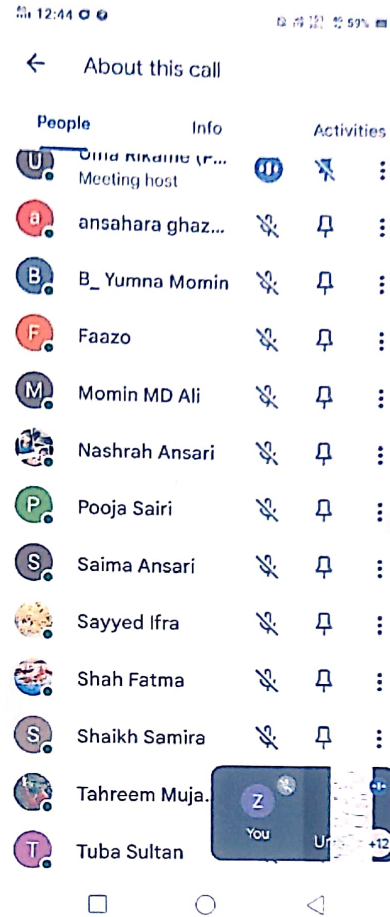 12:44
59%
About this call
People Info Activities
U
Meeting host
a ansahara ghaz...
B B_ Yumna Momin
F Faazo
M Momin MD Ali
Nashrah Ansari
P Pooja Sairi
S Saima Ansari
Sayyed Ifra
Shah Fatma
S Shaikh Samira
Tahreem Muja.
Z
You
+12
T Tuba Sultan